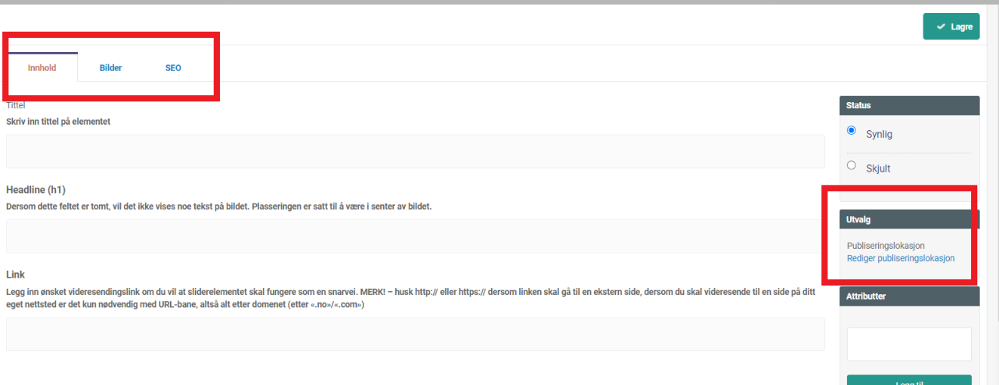 Lagre
Innhold
Bilder
SEO
Tittel
Skriv inn tittel på elementet
Headline (h1)
Dersom dette feltet er tomt, vil det ikke vises noe tekst på bildet. Plasseringen er satt til å være i senter av bildet.
Link
Legg inn ønsket videresendingslink om du vil at sliderelementet skal fungere som en snarvei. MERK! – husk http:// eller https:// dersom linken skal gå til en ekstern side, dersom du skal videresende til en side på ditt
eget nettsted er det kun nødvendig med URL-bane, altså alt etter domenet (etter «.no»/«.com»)
Status
Synlig
Skjult
Utvalg
Publiseringslokasjon
Rediger publiseringslokasjon
Attributter
Legg til